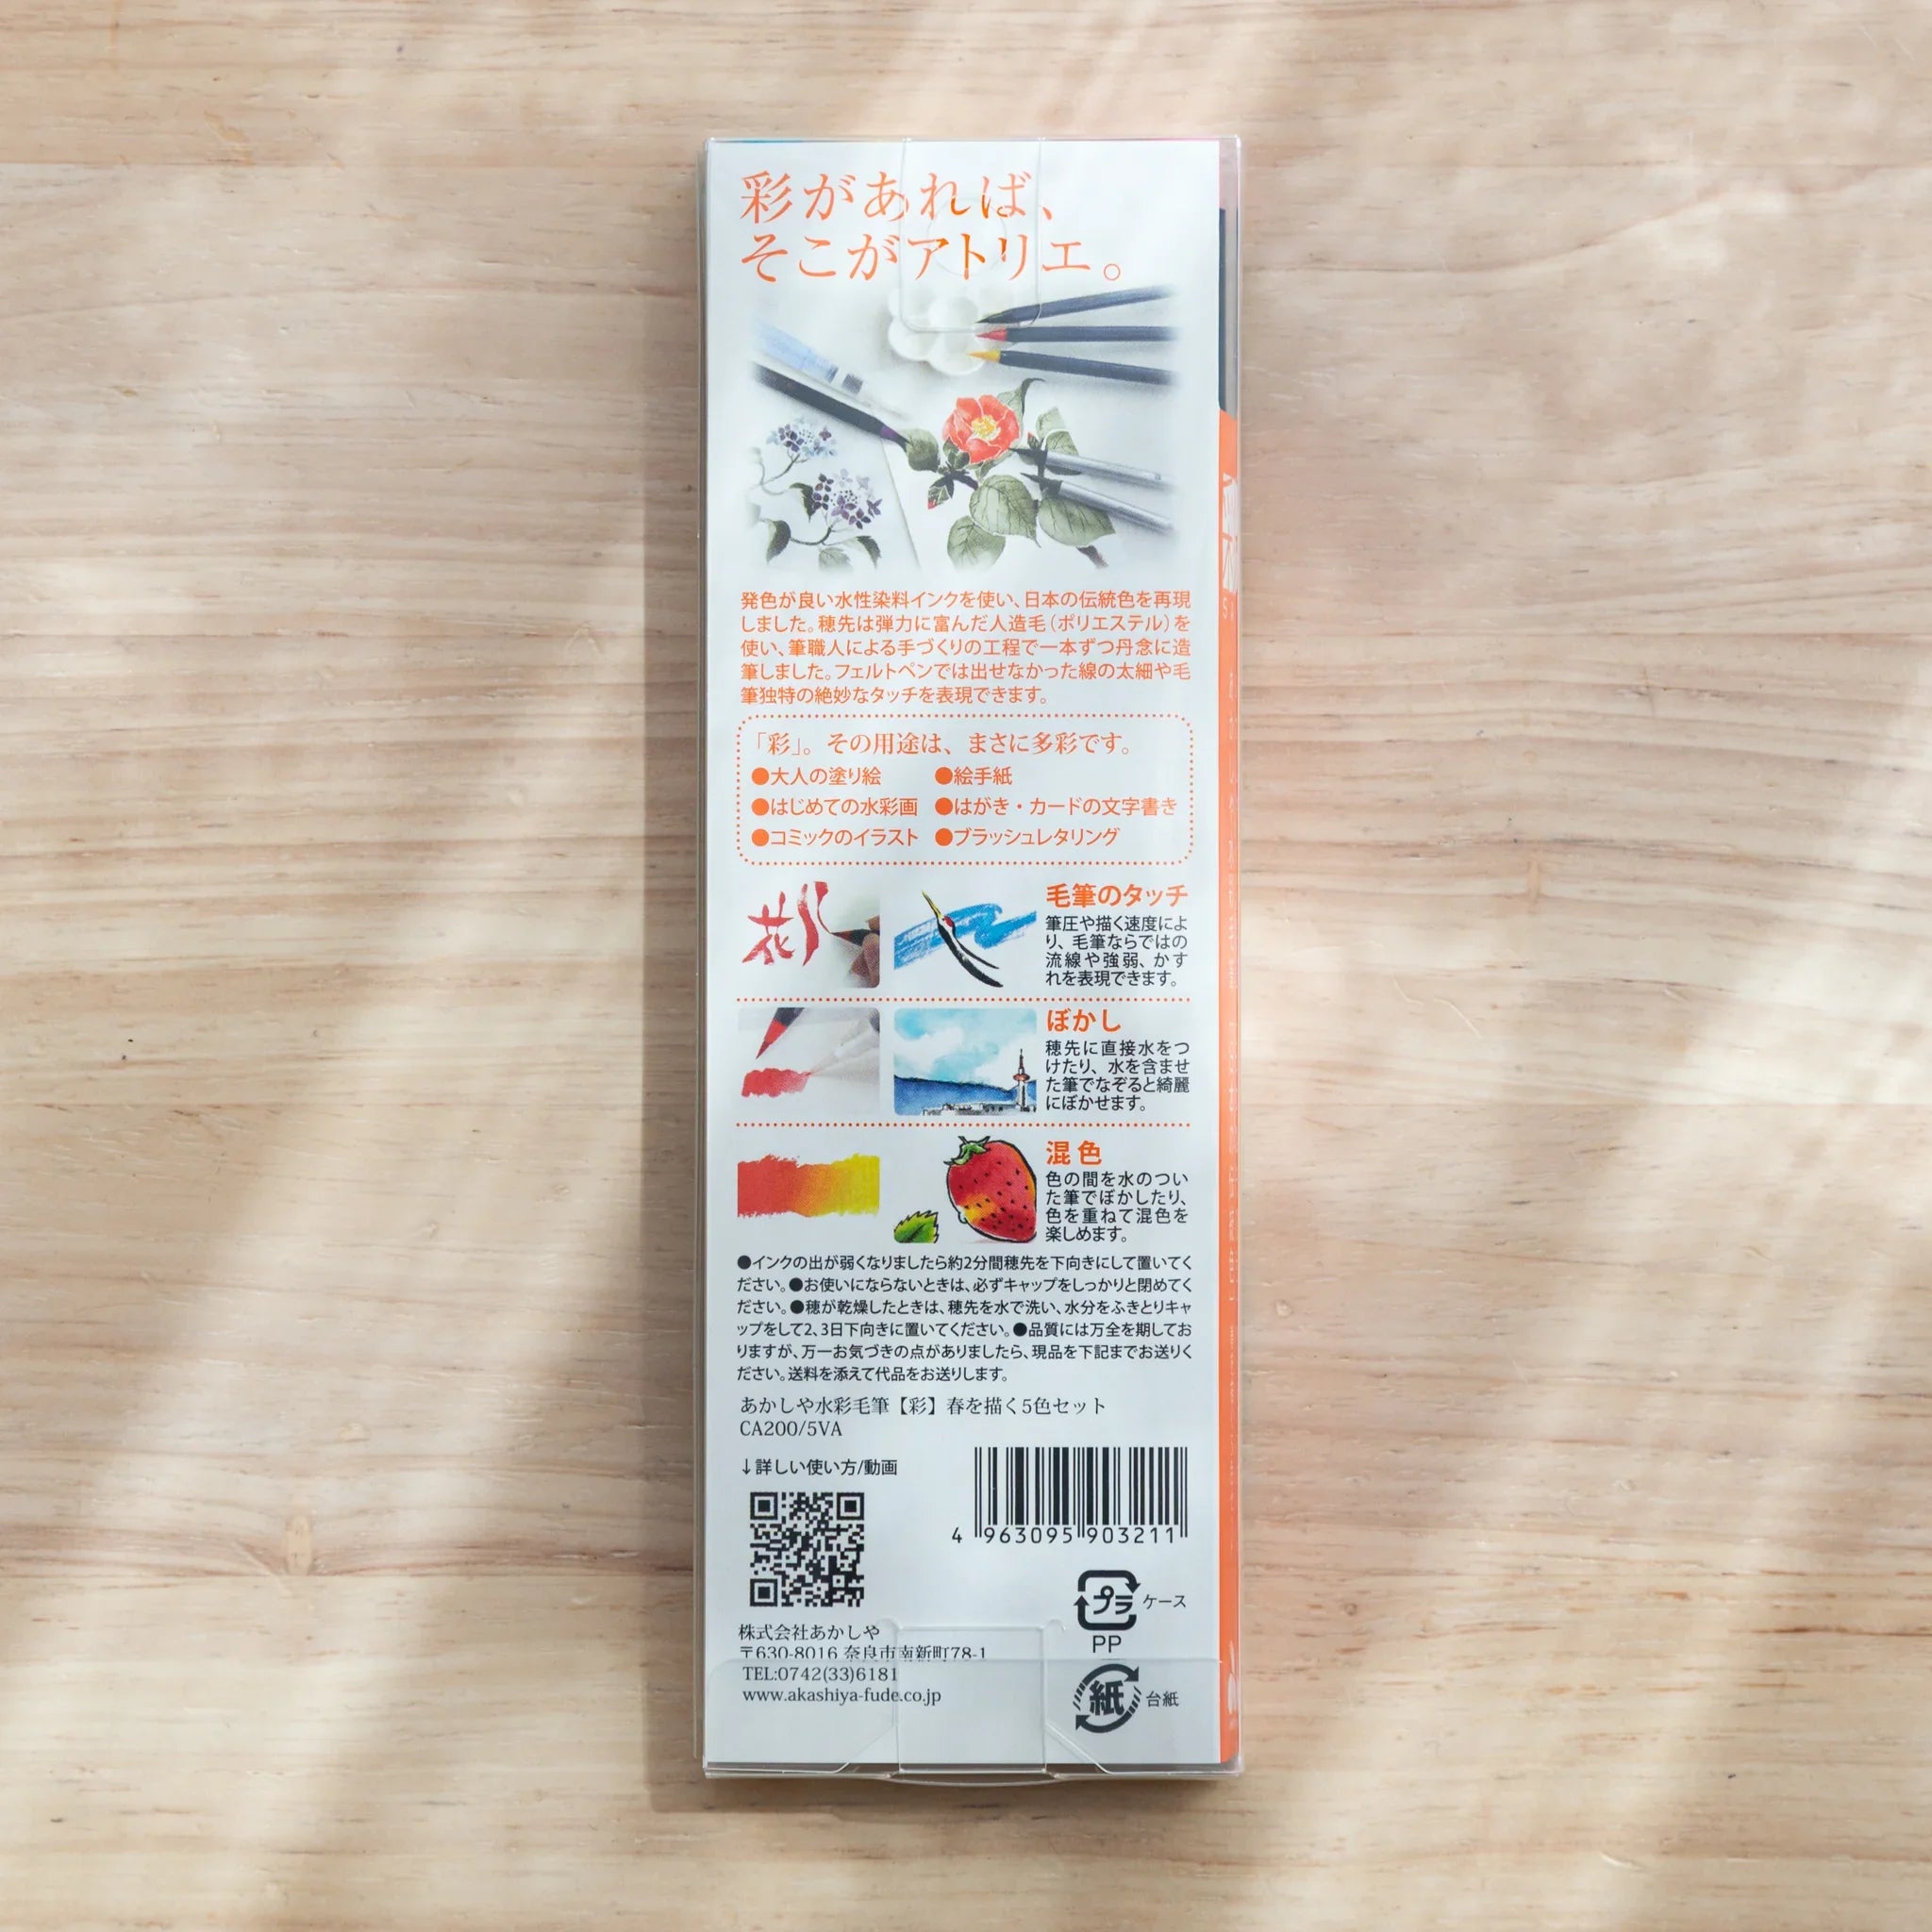 彩があれば、
そこがアトリエ。
発色が良い水性染料インクを使い、日本の伝統色を再現
しました。穂先は弾力に富んだ人造毛（ポリエステル）を
使い、筆職人による手づくりの工程で一本ずつ丹念に造
筆しました。フェルトペンでは出せなかった線の太細や毛
筆独特の絶妙なタッチを表現できます。
「彩」。その用途は、まさに多彩です。
●大人の塗り絵 ●絵手紙
●はじめての水彩画 ●はがき・カードの文字書き
●コミックのイラスト ●ブラッシュレタリング
花
毛筆のタッチ
筆圧や描く速度によ
り、毛筆ならではの
流線や強弱、かす
れを表現できます。
ぼかし
穂先に直接水をつ
けたり、水を含ませ
た筆でなぞると綺麗
にぼかせます。
混色
色の間を水のつい
た筆でぼかしたり、
色を重ねて混色を
楽しめます。
●インクの出が弱くなりましたら約2分間穂先を下向きにして置いてく
ださい。●お使いにならないときは、必ずキャップをしっかりと閉めてく
ださい。●穂が乾燥したときは、穂先を水で洗い、水分をふきとりキャ
ップをして2、3日下向きに置いてください。●品質には万全を期してお
りますが、万一お気づきの点がありましたら、現品を下記までお送りく
ださい。送料を添えて代品をお送りします。
あかしや水彩毛筆【彩】春を描く5色セット
CA200/5VA
↓詳しい使い方/動画
4 963095 903211
プラ ケース
PP
株式会社あかしや
〒630-8016 奈良市南新町78-1
TEL:0742(33)6181
www.akashiya-fude.co.jp
紙 台紙